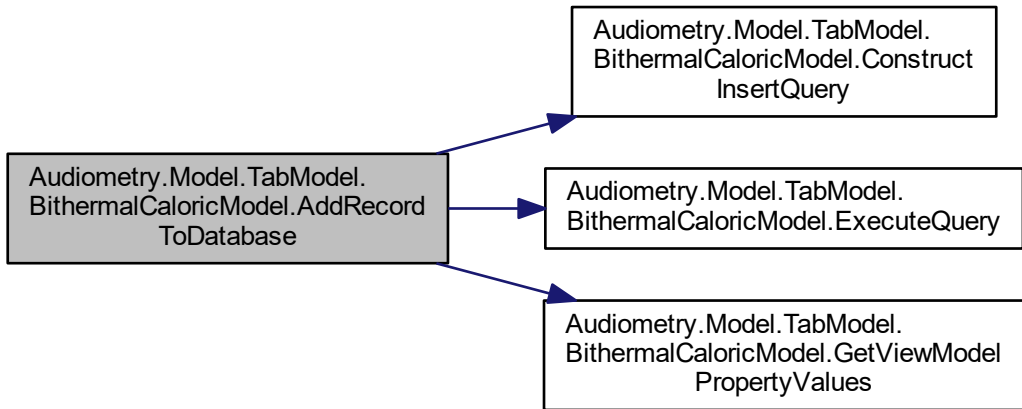 Audiometry.Model.TabModel.
BithermalCaloricModel.AddRecord
ToDatabase
Audiometry.Model.TabModel.
BithermalCaloricModel.Construct
InsertQuery
Audiometry.Model.TabModel.
BithermalCaloricModel.ExecuteQuery
Audiometry.Model.TabModel.
BithermalCaloricModel.GetViewModel
PropertyValues